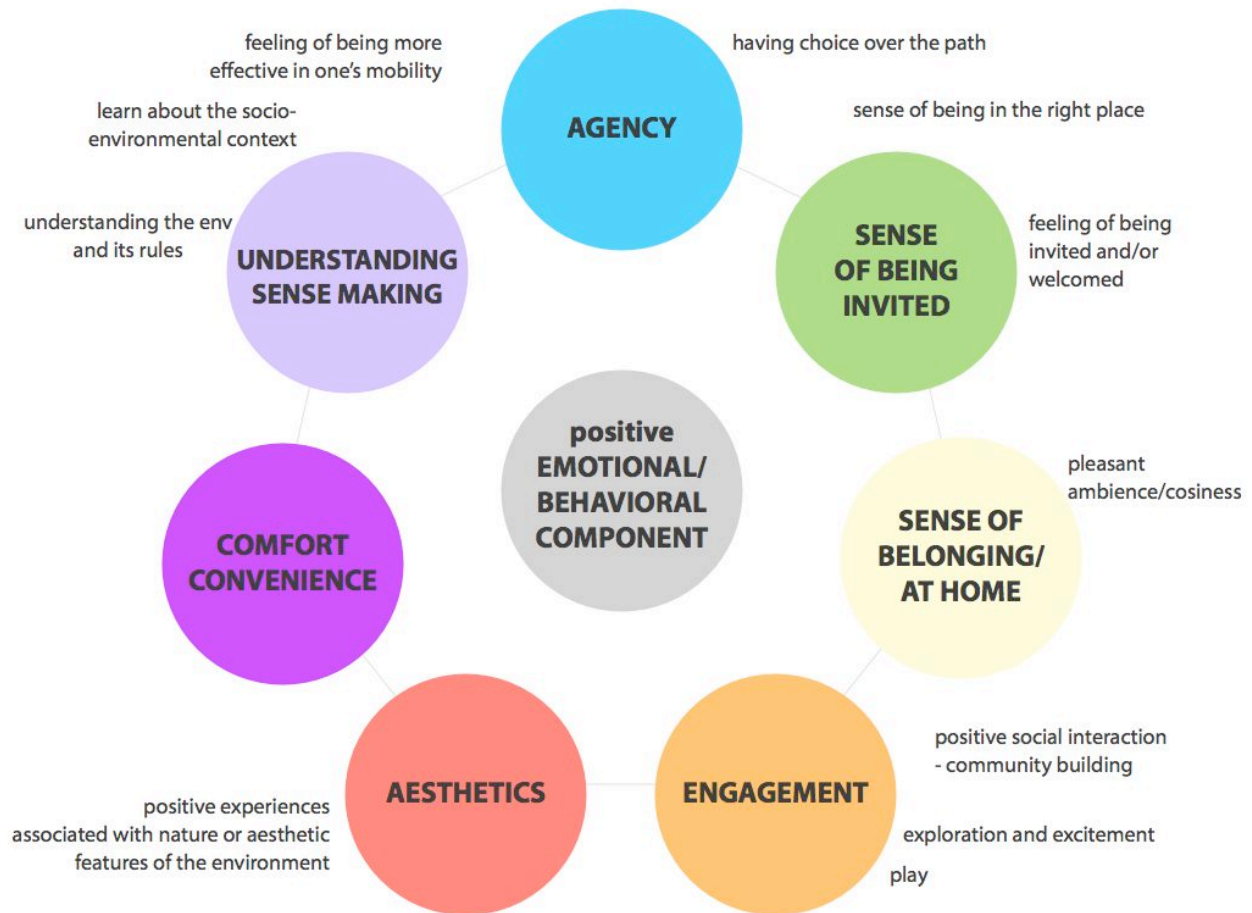 feeling of being more
effective in one’s mobility
having choice over the path
AGENCY
learn about the socio-
environmental context
sense of being in the right place
understanding the env
and its rules
UNDERSTANDING
SENSE MAKING
SENSE
OF BEING
INVITED
feeling of being
invited and/or
welcomed
positive
EMOTIONAL/
BEHAVIORAL
COMPONENT
pleasant
ambience/cosiness
COMFORT
CONVENIENCE
SENSE OF
BELONGING/
AT HOME
AESTHETICS
ENGAGEMENT
positive social interaction
- community building
positive experiences
associated with nature or aesthetic
features of the environment
exploration and excitement
play